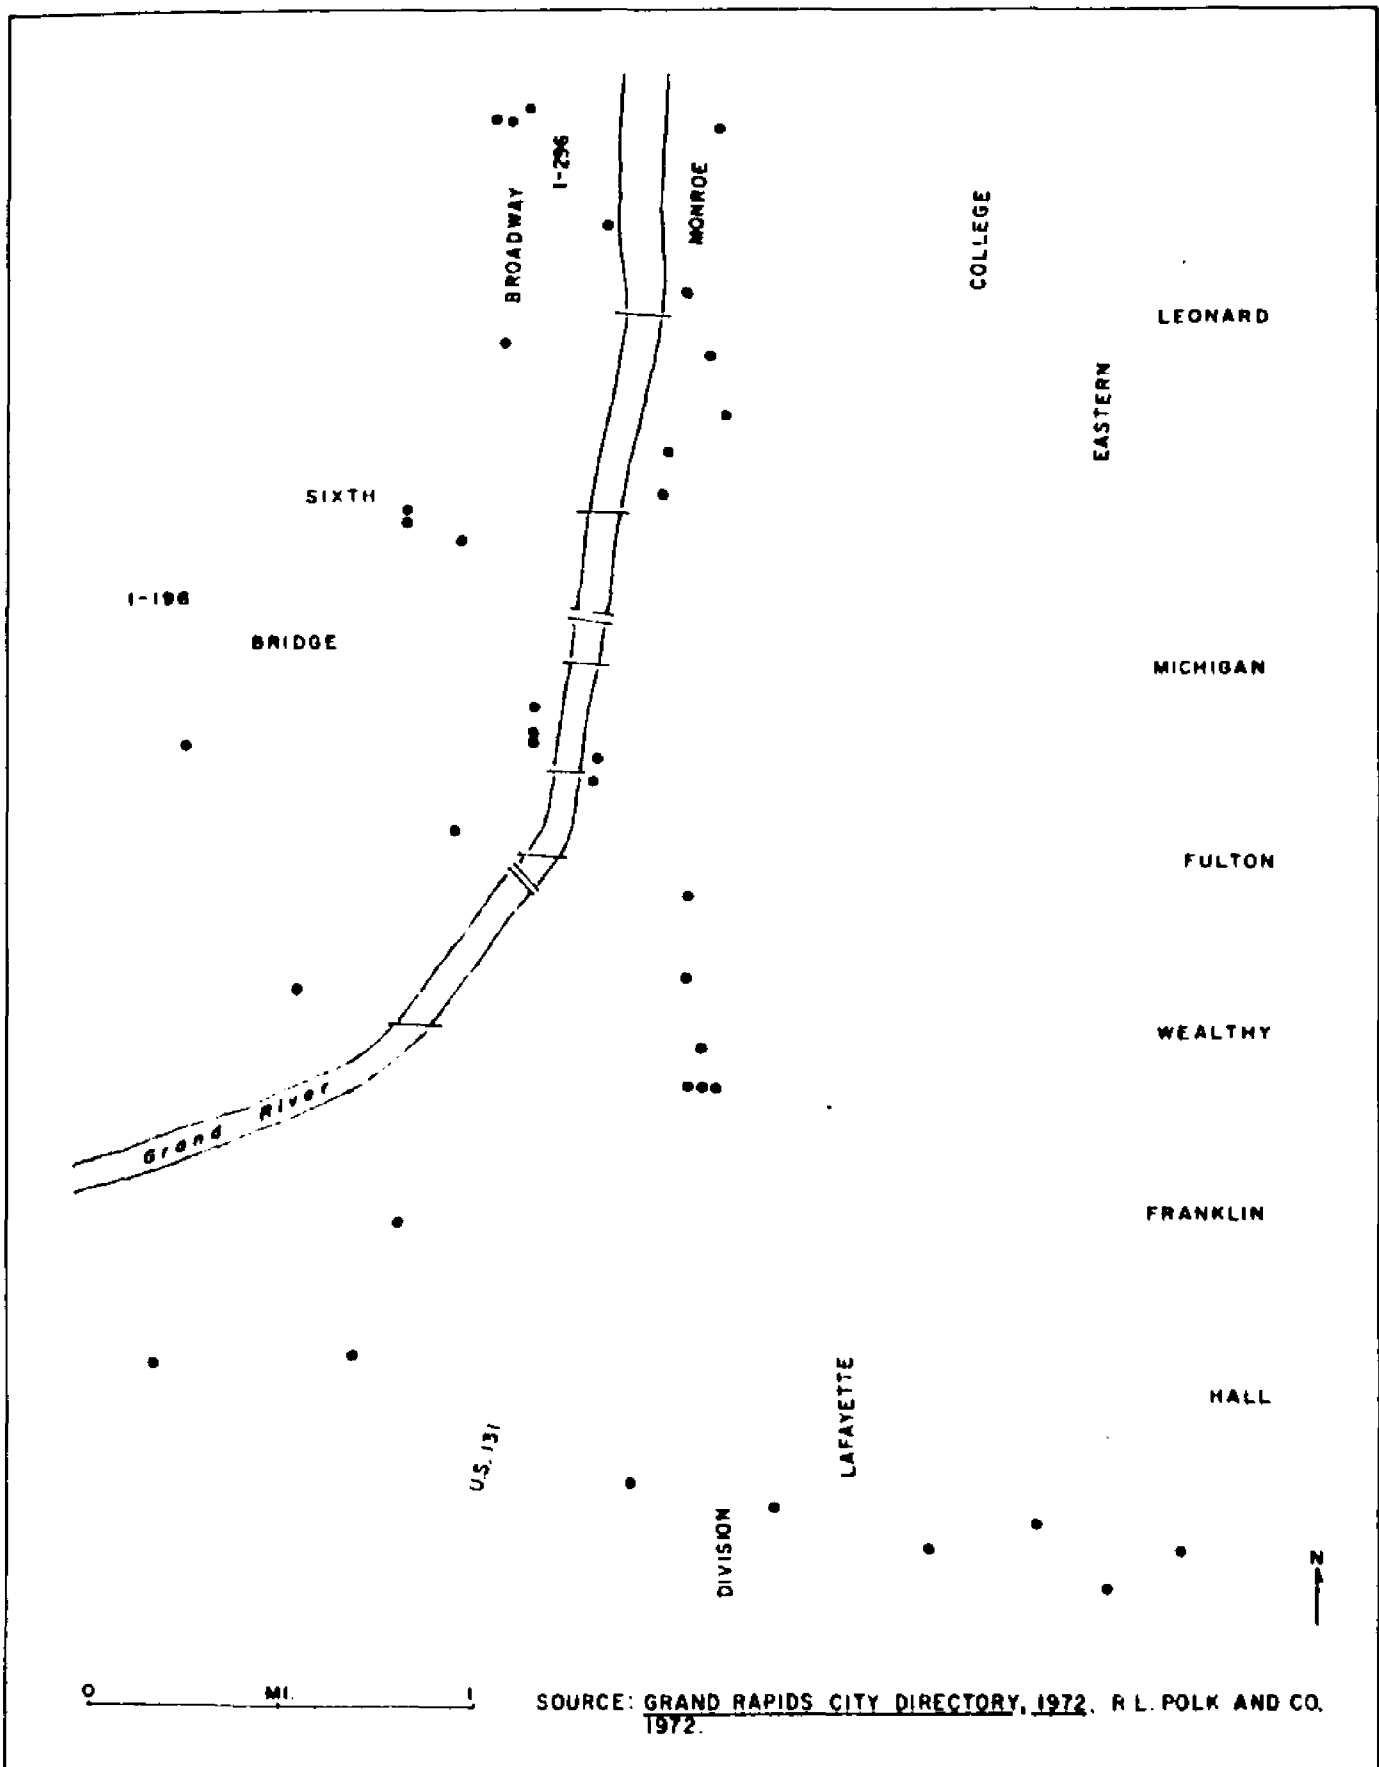 I-296
MONROE
BROADWAY
COLLEGE
LEONARD
EASTERN
SIXTH
I-196
BRIDGE
MICHIGAN
FULTON
WEALTHY
Grand River
FRANKLIN
HALL
LAFAYETTE
U.S. 131
DIVISION
N
0 MI. 1
SOURCE: GRAND RAPIDS CITY DIRECTORY, 1972, R L. POLK AND CO.
1972.